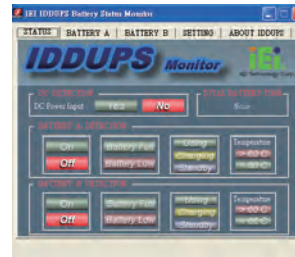 IEI IDDUPS Battery Status Monitor
STATUS BATTERY A BATTERY B SETTING ABOUT IDDUPS
IDDUPS Monitor
iEi
DC DETECTION
DC Power Input Yes No
BATTERY A DETECTION
On Battery Full Using Temperature
Charging > 60 C
Off Battery Low Standby
BATTERY B DETECTION
On Battery Full Using Temperature
Charging > 60 C
Off Battery Low Standby